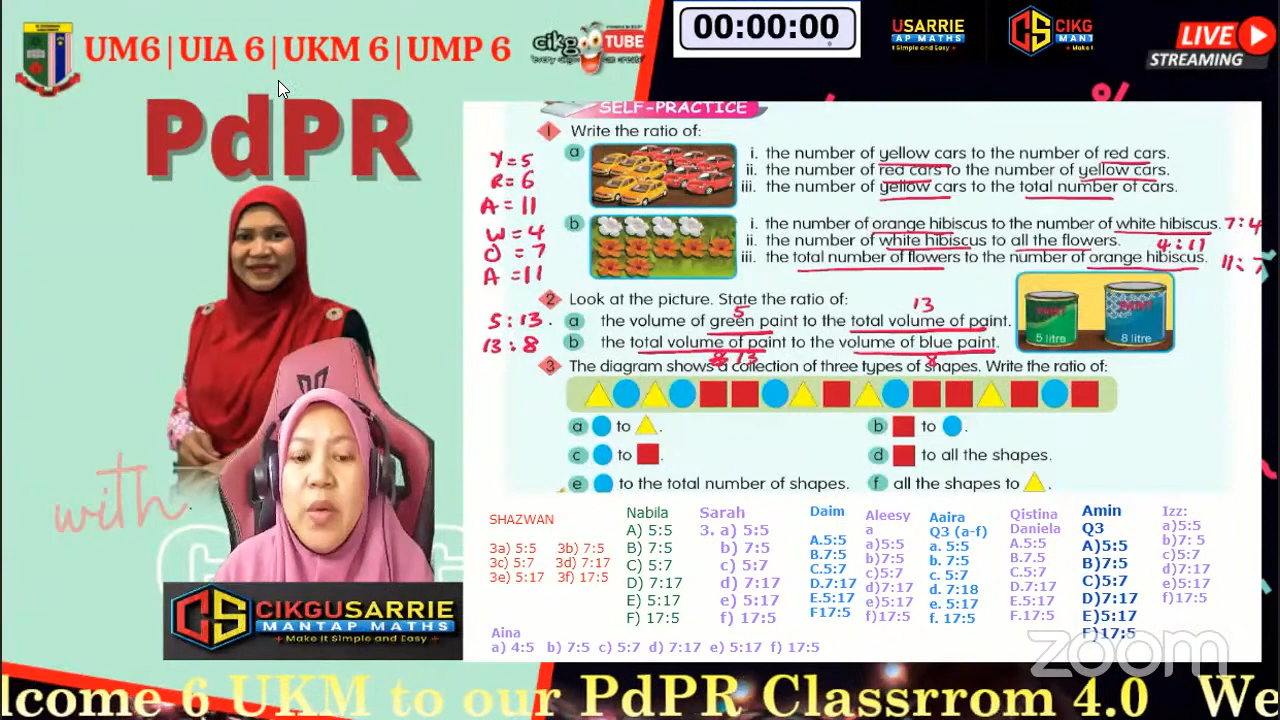 UM6|UIA 6|UKM 6|UMP 6
cikgooTUBE
00:00:00
USARRIE
AP MATHS
t Simple and Easy
CS CIKG
MANT
Make I
LIVE
STREAMING
PdPR
with
SELF-PRACTICE
1 Write the ratio of:
a
i. the number of yellow cars to the number of red cars.
ii. the number of red cars to the number of yellow cars.
iii. the number of yellow cars to the total number of cars.
Y = 5
R = 6
A = 11
b
i. the number of orange hibiscus to the number of white hibiscus. 7:4
ii. the number of white hibiscus to all the flowers. 4:11
iii. the total number of flowers to the number of orange hibiscus. 11:7
W = 4
O = 7
A = 11
2 Look at the picture. State the ratio of:
5 13
5:13. a the volume of green paint to the total volume of paint.
13:8 b the total volume of paint to the volume of blue paint.
8 13 8
PAINT
5 litre
PAINT
8 litre
3 The diagram shows a collection of three types of shapes. Write the ratio of:
a to .
b to .
c to .
d to all the shapes.
e to the total number of shapes.
f all the shapes to .
SHAZWAN
3a) 5:5 3b) 7:5
3c) 5:7 3d) 7:17
3e) 5:17 3f) 17:5
Nabila
A) 5:5
B) 7:5
C) 5:7
D) 7:17
E) 5:17
F) 17:5
Sarah
3. a) 5:5
b) 7:5
c) 5:7
d) 7:17
e) 5:17
f) 17:5
Daim
A.5:5
B.7:5
C.5:7
D.7:17
E.5:17
F17:5
Aleesy
a
a)5:5
b)7:5
c)5:7
d)7:17
e)5:17
f)17:5
Aaira
Q3 (a-f)
a. 5:5
b. 7:5
c. 5:7
d. 7:18
e. 5:17
f. 17:5
Qistina
Daniela
A.5:5
B.7.5
C.5:7
D.7:17
E.5:17
F.17:5
Amin
Q3
A)5:5
B)7:5
C)5:7
D)7:17
E)5:17
F)17:5
Izz:
a)5:5
b)7: 5
c)5:7
d)7:17
e)5:17
f)17:5
Aina
a) 4:5 b) 7:5 c) 5:7 d) 7:17 e) 5:17 f) 17:5
CS CIKGUSARRIE
MANTAP MATHS
Make It Simple and Easy
zoom
lcome 6 UKM to our PdPR Classrrom 4.0 We